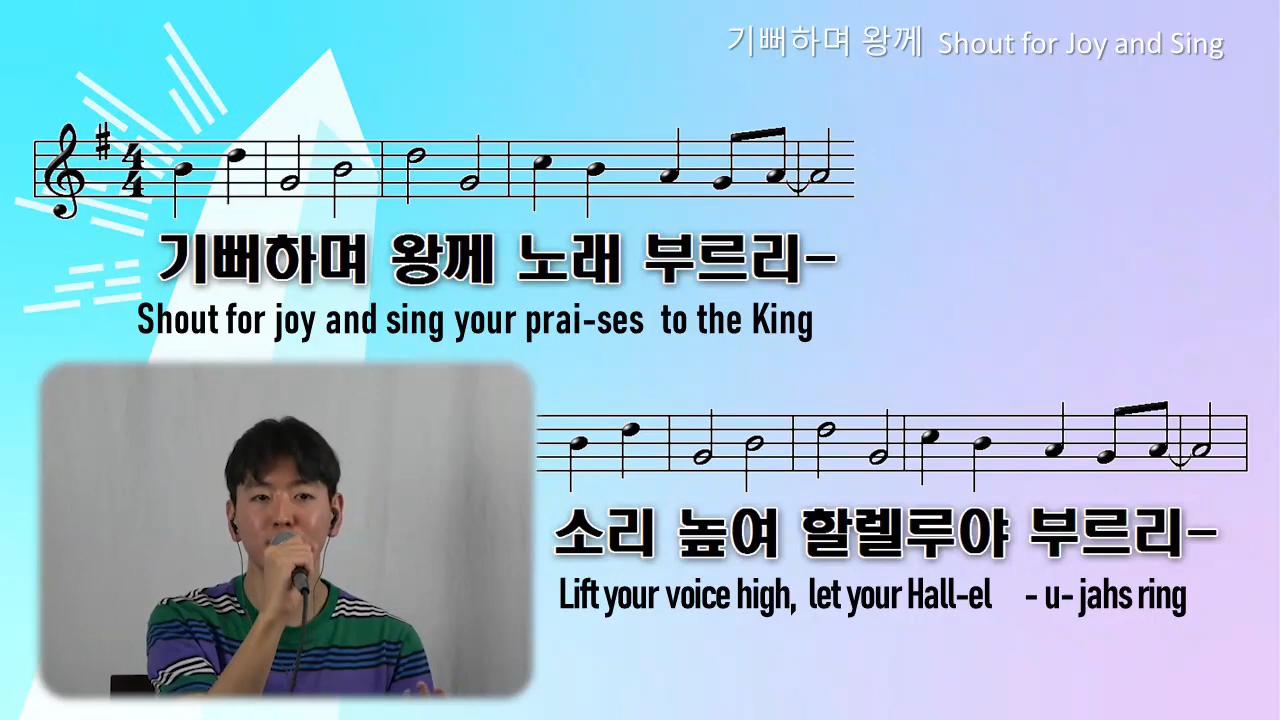 기뻐하며 왕께 Shout for Joy and Sing
4
4
기뻐하며 왕께 노래 부르리-
Shout for joy and sing your prai-ses to the King
소리 높여 할렐루야 부르리-
Lift your voice high, let your Hall-el - u- jahs ring